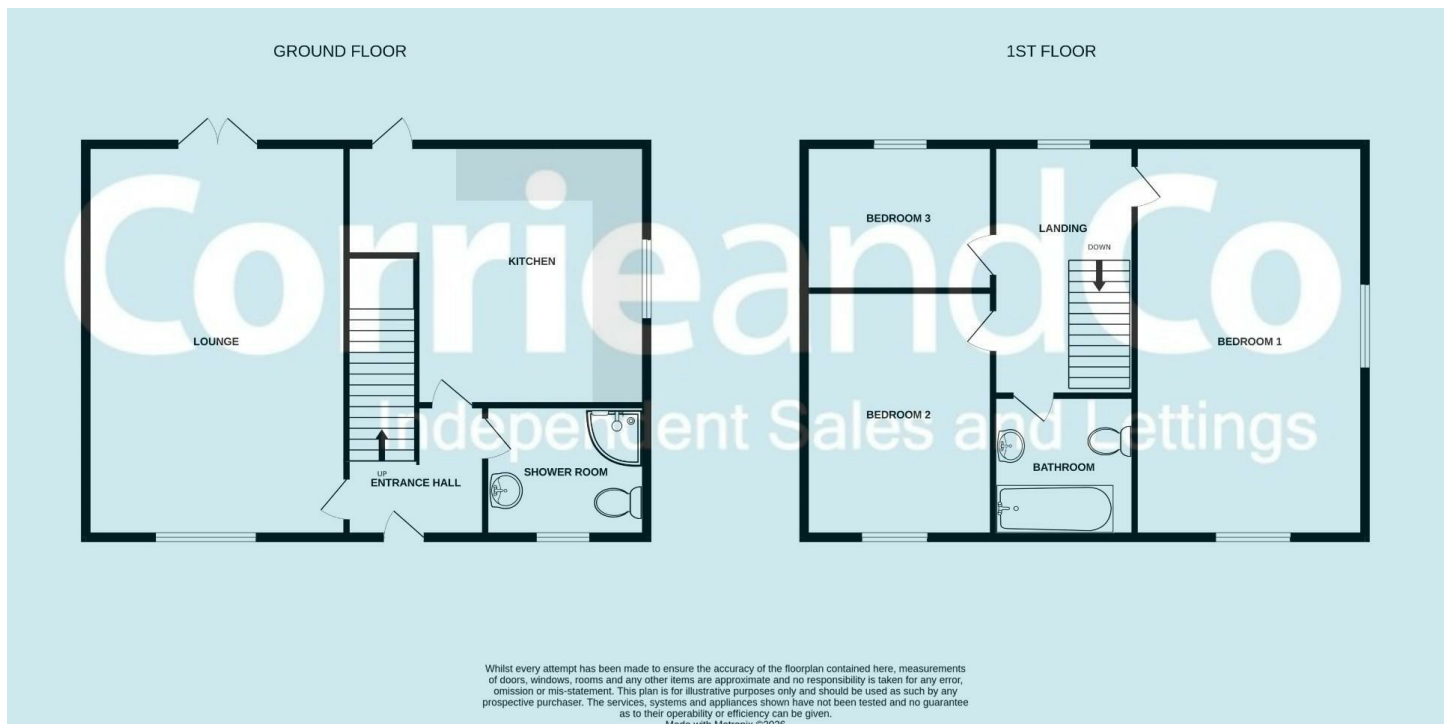 GROUND FLOOR
1ST FLOOR
CorrieandCo
Independent Sales and Lettings
LOUNGE
KITCHEN
UP
ENTRANCE HALL
SHOWER ROOM
BEDROOM 3
LANDING
DOWN
BEDROOM 1
BEDROOM 2
BATHROOM
Whilst every attempt has been made to ensure the accuracy of the floorplan contained here, measurements
of doors, windows, rooms and any other items are approximate and no responsibility is taken for any error,
omission or mis-statement. This plan is for illustrative purposes only and should be used as such by any
prospective purchaser. The services, systems and appliances shown have not been tested and no guarantee
as to their operability or efficiency can be given.
Made with Metropix ©2026